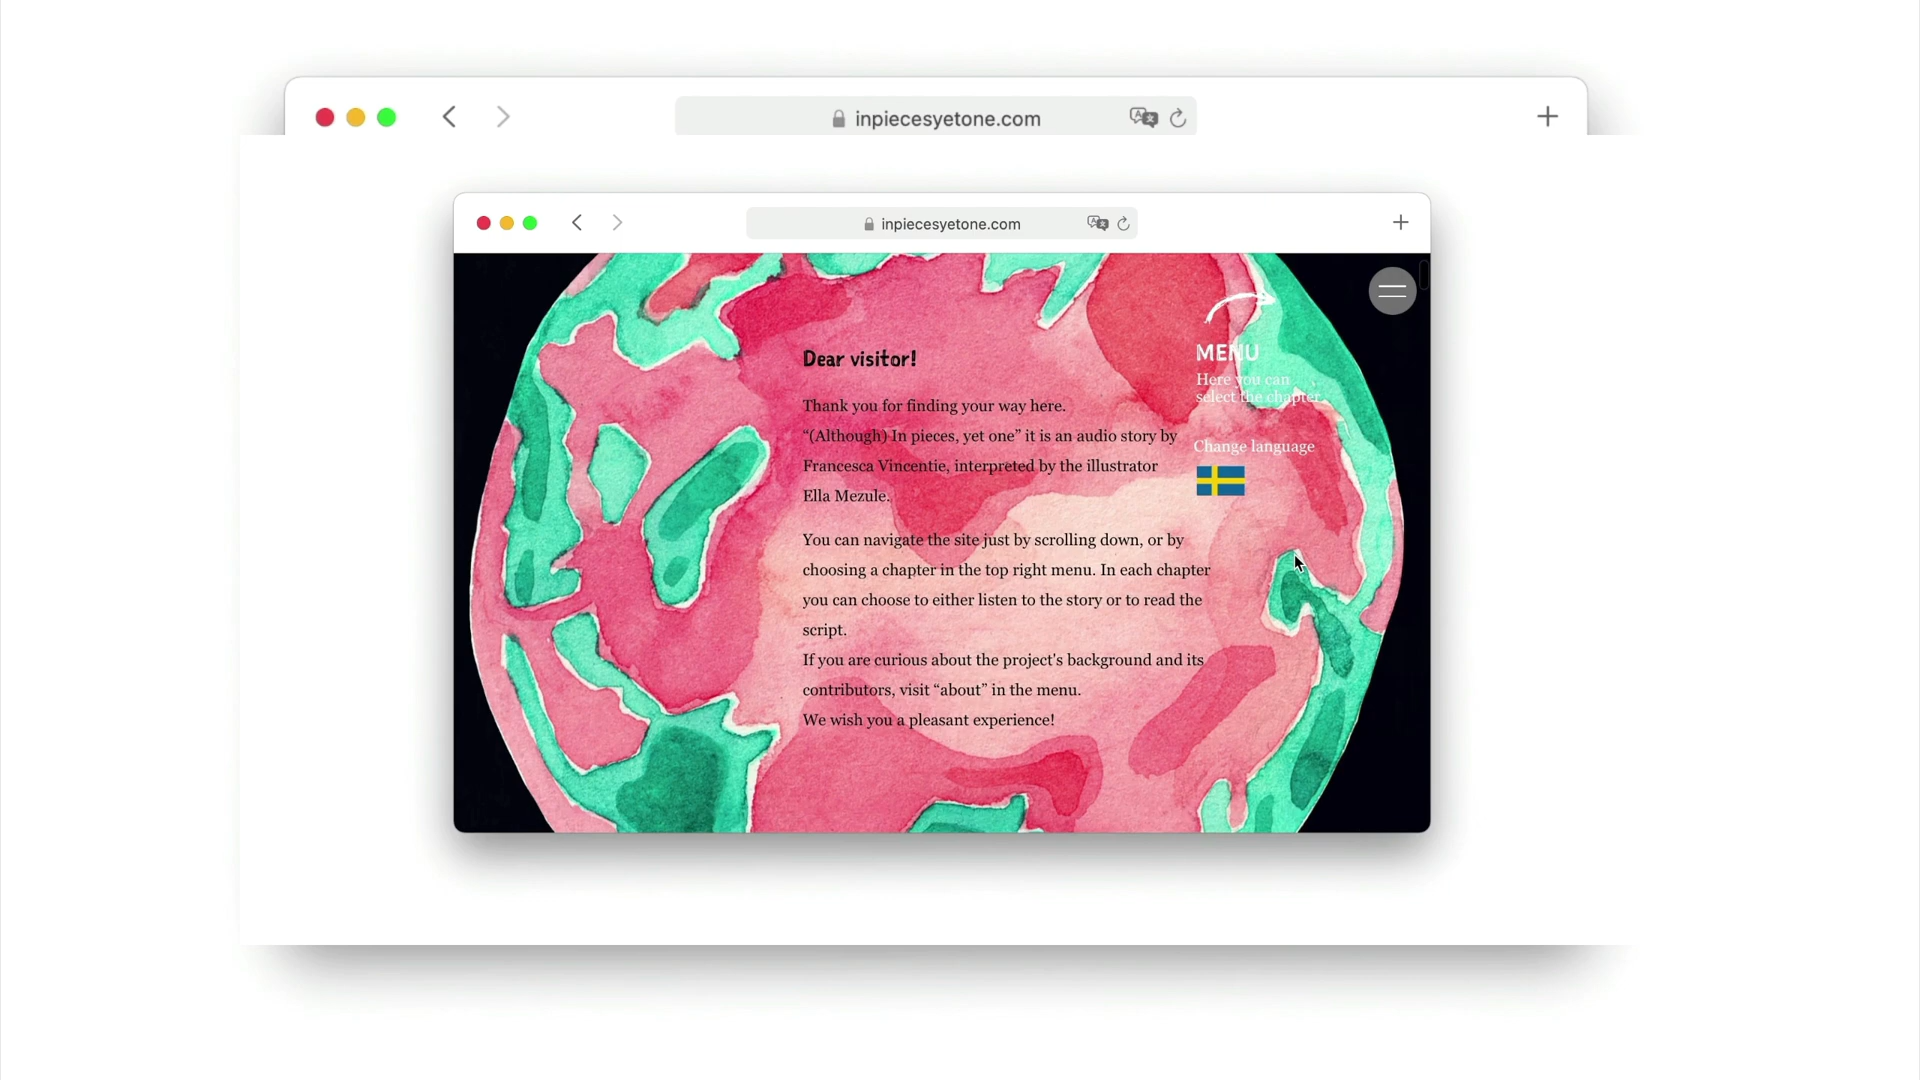 inpiecesyetone.com
inpiecesyetone.com
Dear visitor!
Thank you for finding your way here.
“(Although) In pieces, yet one” it is an audio story by
Francesca Vincentie, interpreted by the illustrator
Ella Mezule.
You can navigate the site just by scrolling down, or by
choosing a chapter in the top right menu. In each chapter
you can choose to either listen to the story or to read the
script.
If you are curious about the project's background and its
contributors, visit “about” in the menu.
We wish you a pleasant experience!
MENU
Here you can
select the chapter
Change language